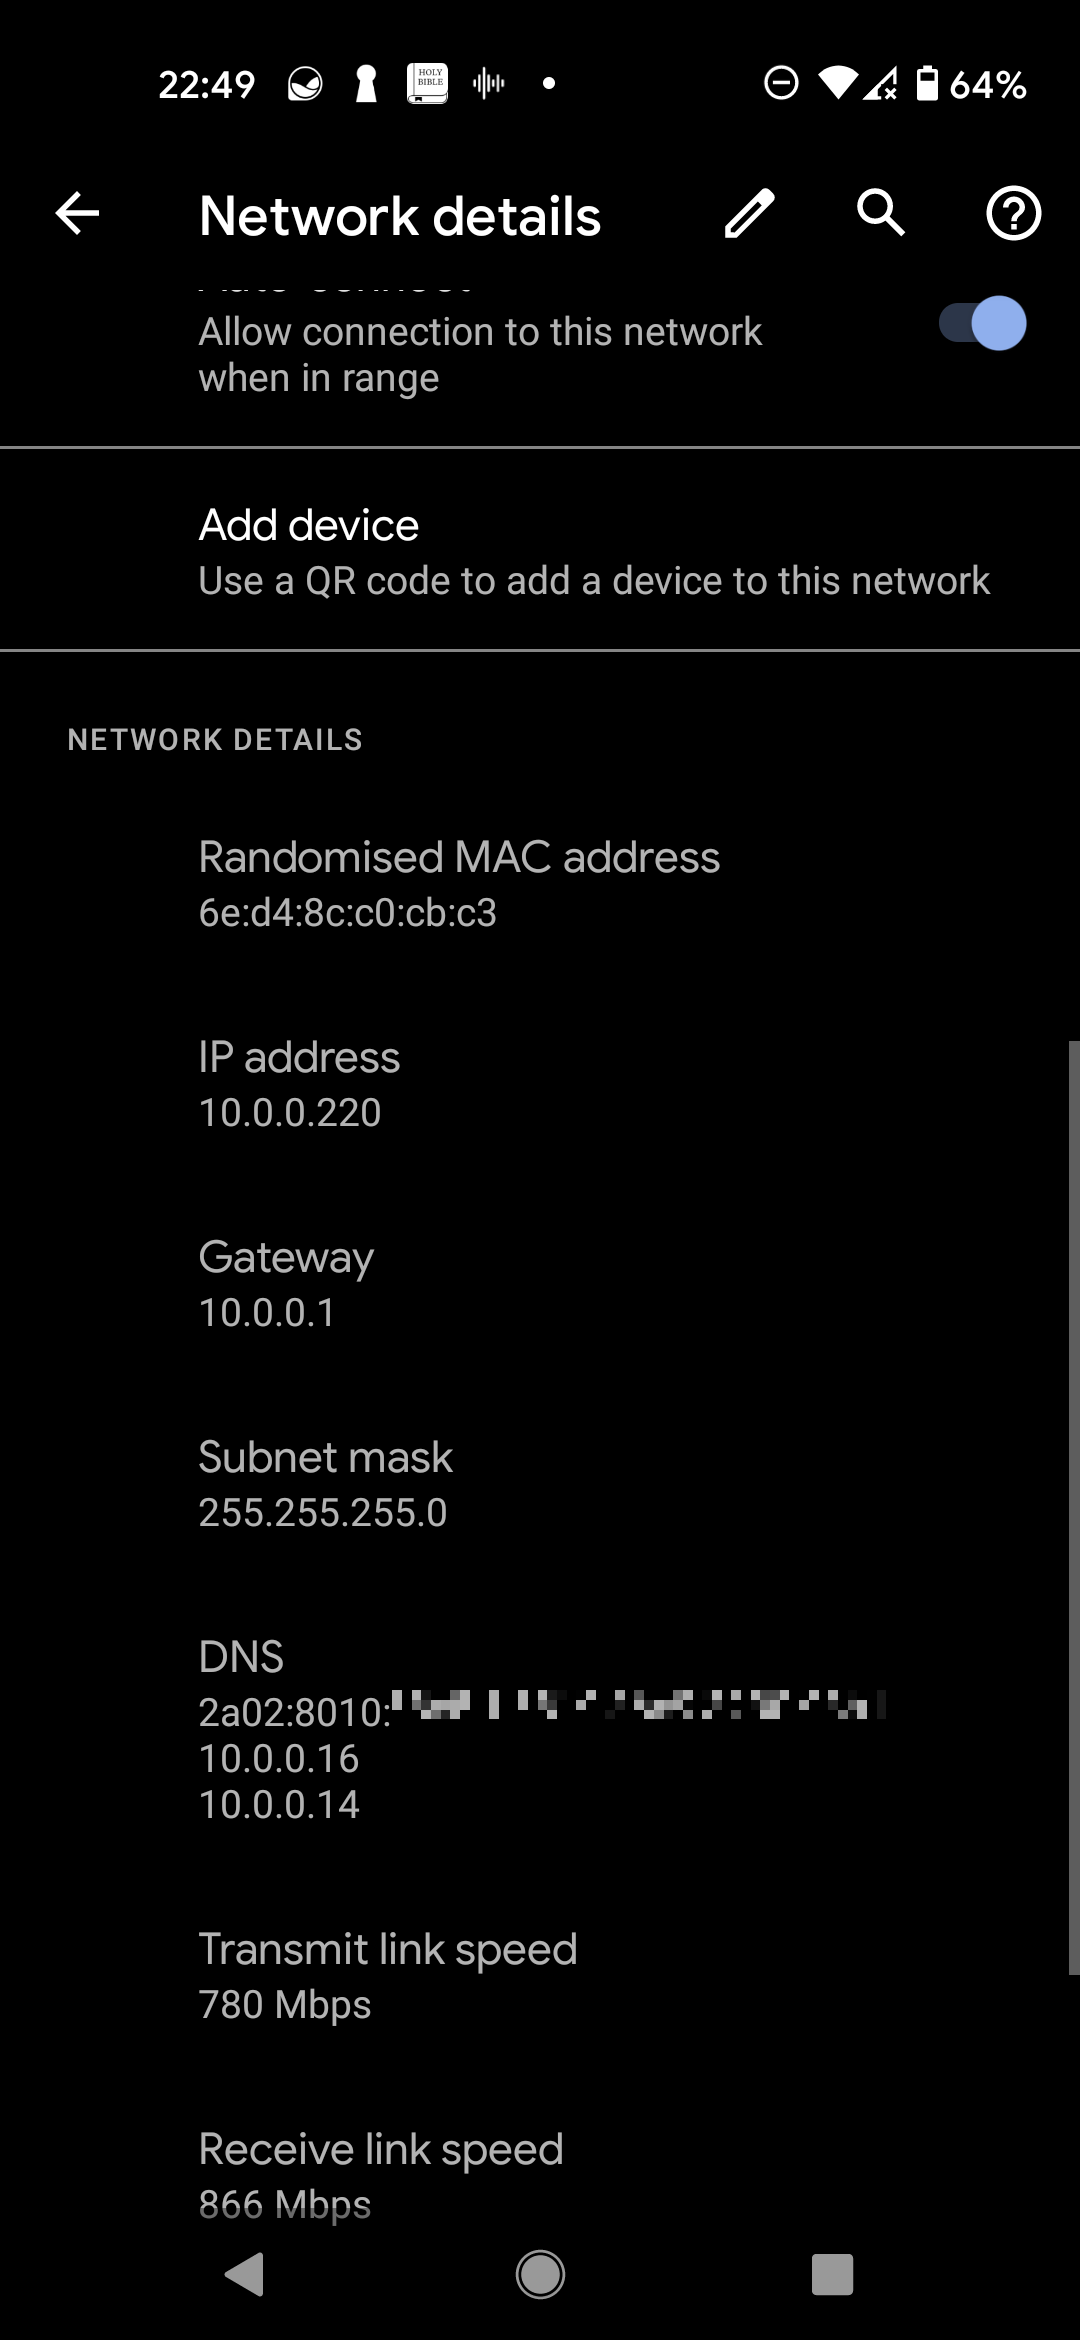 22:49
HOLY
BIBLE
64%
Network details
Allow connection to this network
when in range
Add device
Use a QR code to add a device to this network
NETWORK DETAILS
Randomised MAC address
6e:d4:8c:c0:cb:c3
IP address
10.0.0.220
Gateway
10.0.0.1
Subnet mask
255.255.255.0
DNS
2a02:8010:
10.0.0.16
10.0.0.14
Transmit link speed
780 Mbps
Receive link speed
866 Mbps